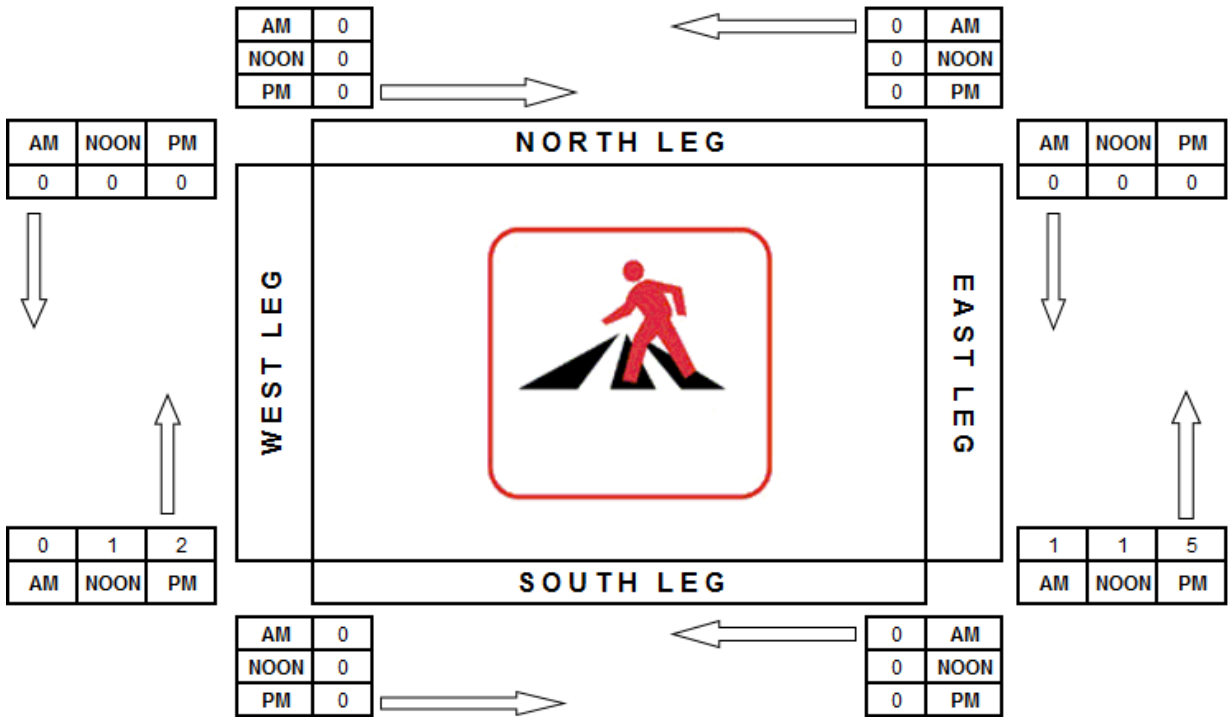 AM 0 0 AM
NOON 0 0 NOON
PM 0 0 PM
AM NOON PM NORTH LEG AM NOON PM
0 0 0 0 0 0
WEST LEG
EAST LEG
0 1 2 1 1 5
AM NOON PM SOUTH LEG AM NOON PM
AM 0 0 AM
NOON 0 0 NOON
PM 0 0 PM